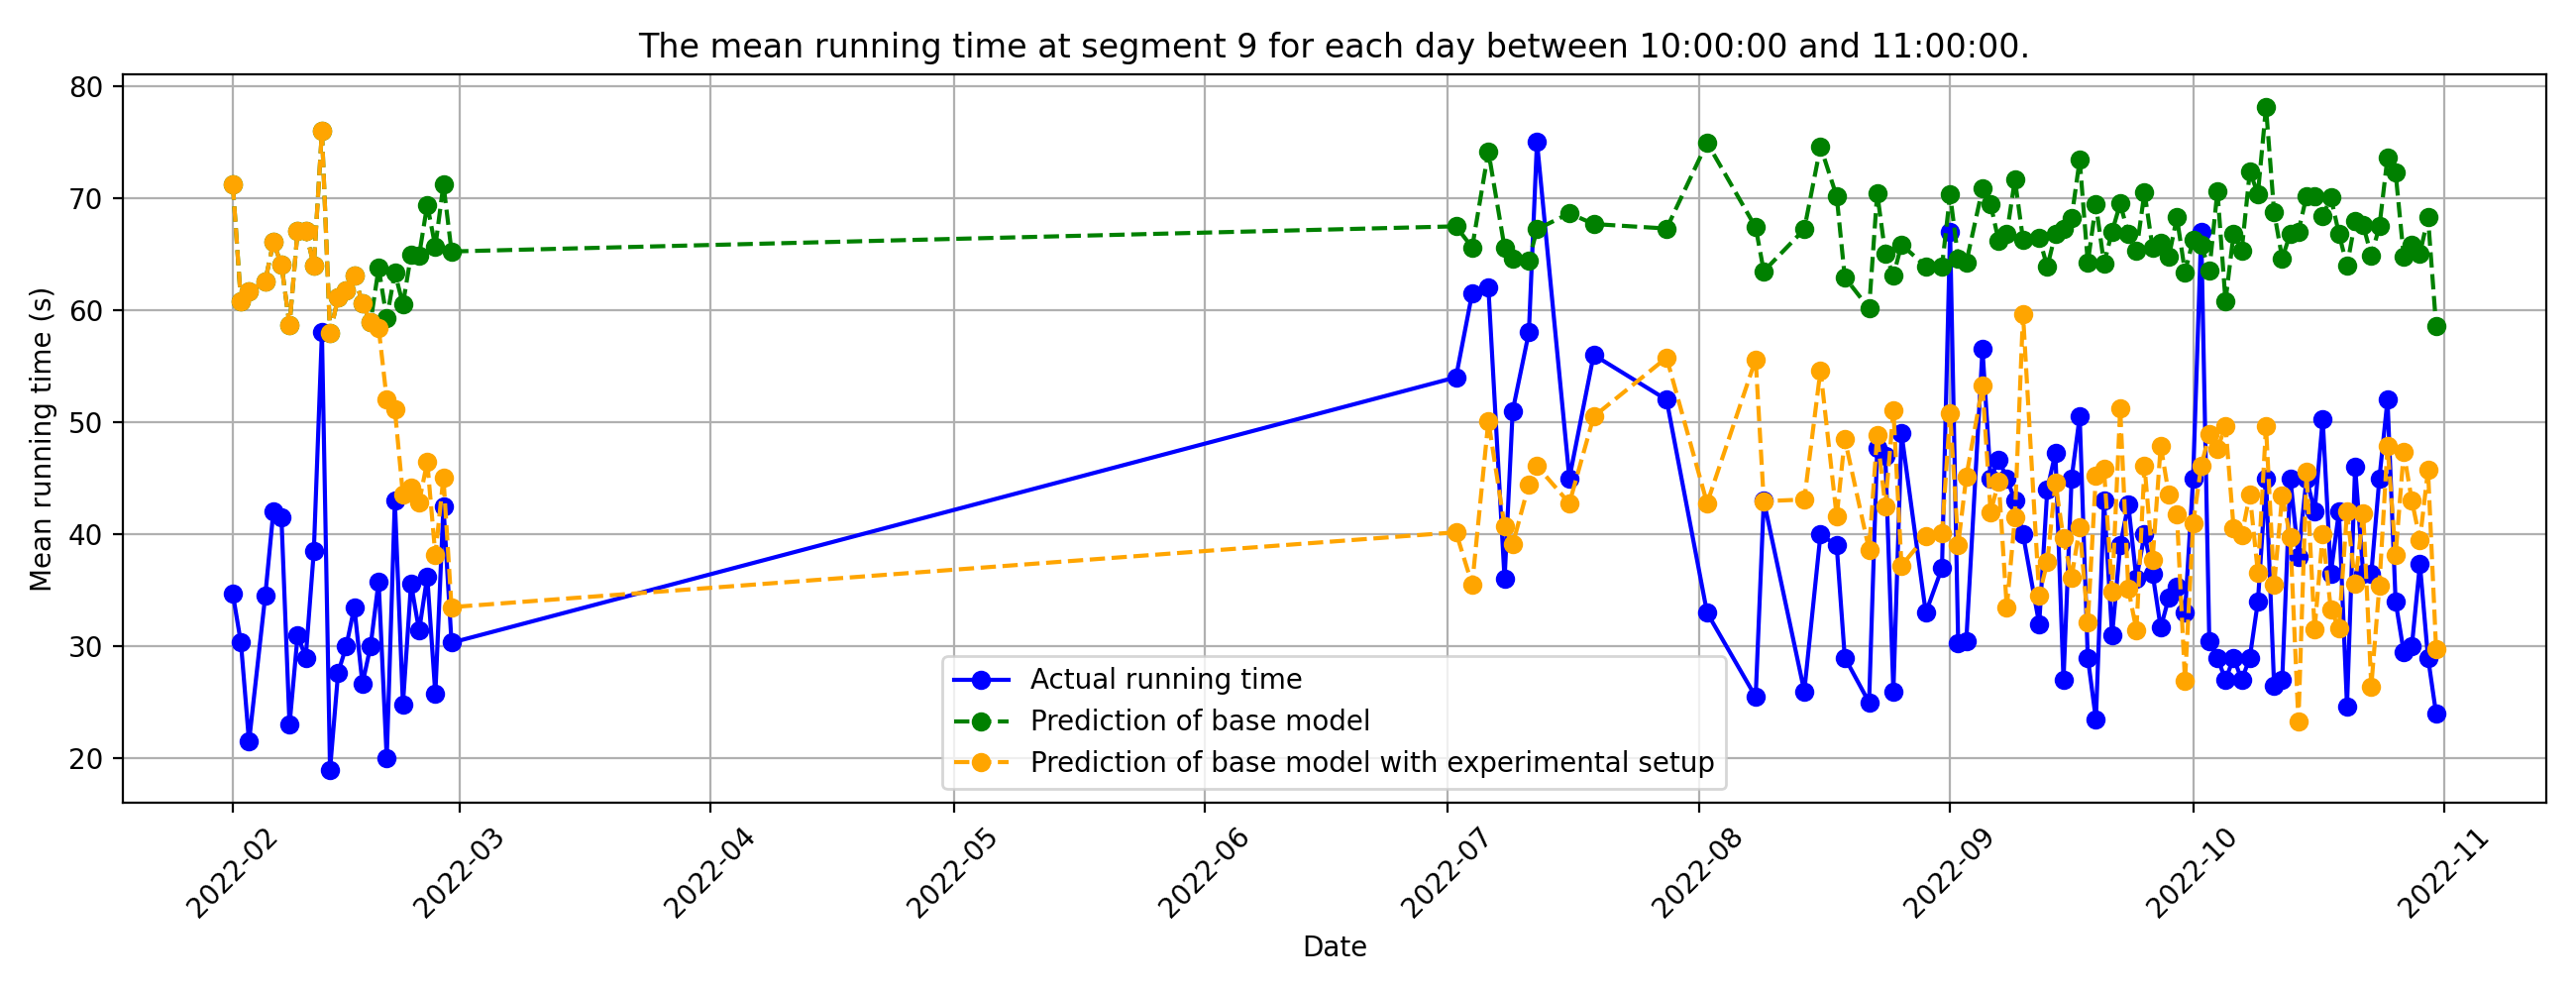 The mean running time at segment 9 for each day between 10:00:00 and 11:00:00.
Mean running time (s)
80
70
60
50
40
30
20
Actual running time
Prediction of base model
Prediction of base model with experimental setup
2022-02
2022-03
2022-04
2022-05
2022-06
2022-07
2022-08
2022-09
2022-10
2022-11
Date